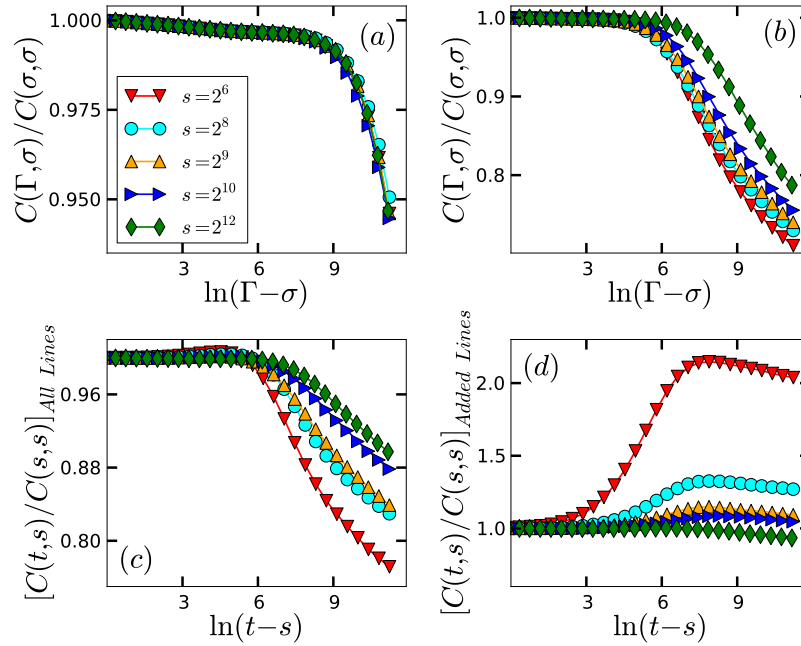 1.000
0.975
0.950
C(Γ,σ)/C(σ,σ)
(a)
s=2^6
s=2^8
s=2^9
s=2^10
s=2^12
3 6 9
ln(Γ−σ)
1.0
0.9
0.8
C(Γ,σ)/C(σ,σ)
(b)
3 6 9
ln(Γ−σ)
0.96
0.88
0.80
[C(t,s)/C(s,s)]_All Lines
(c)
3 6 9
ln(t−s)
2.0
1.5
1.0
[C(t,s)/C(s,s)]_Added Lines
(d)
3 6 9
ln(t−s)